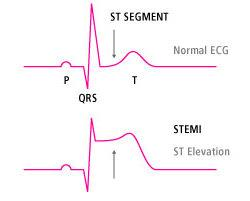 ST SEGMENT
Normal ECG
P
T
QRS
STEMI
ST Elevation